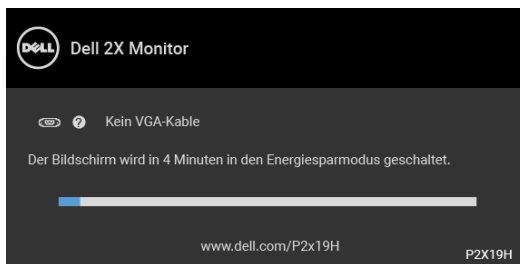 DELL
Dell 2X Monitor
Kein VGA-Kable
Der Bildschirm wird in 4 Minuten in den Energiesparmodus geschaltet.
www.dell.com/P2x19H
P2X19H